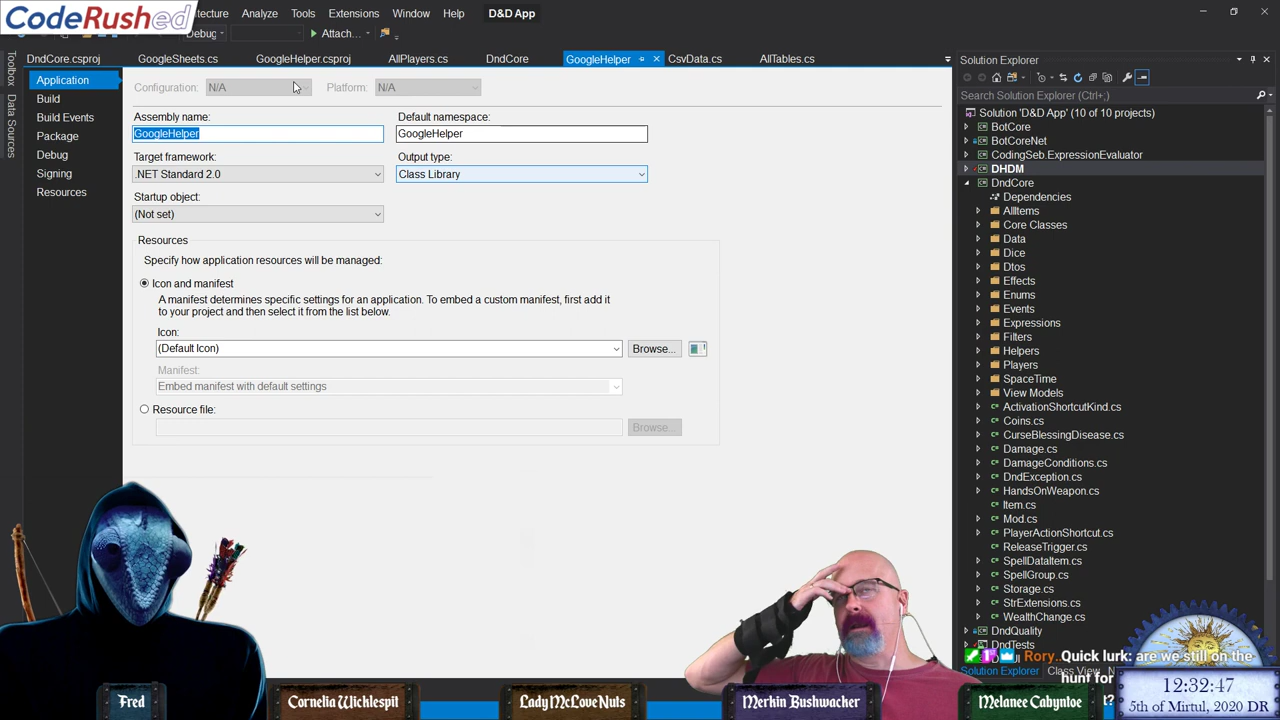 CodeRushed
Analyze
Tools
Extensions
Window
Help
D&D App
Debug
Attach...
DndCore.csproj
GoogleSheets.cs
GoogleHelper.csproj
AllPlayers.cs
DndCore
GoogleHelper
CsvData.cs
AllTables.cs
Toolbox
Data Sources
Application
Build
Build Events
Package
Debug
Signing
Resources
Configuration:
N/A
Platform:
N/A
Assembly name:
Default namespace:
GoogleHelper
GoogleHelper
Target framework:
Output type:
.NET Standard 2.0
Class Library
Startup object:
(Not set)
Resources
Specify how application resources will be managed:
Icon and manifest
A manifest determines specific settings for an application. To embed a custom manifest, first add it
to your project and then select it from the list below.
Icon:
(Default Icon)
Browse...
Manifest:
Embed manifest with default settings
Resource file:
Browse...
Solution Explorer
Search Solution Explorer (Ctrl+;)
Solution 'D&D App' (10 of 10 projects)
BotCore
BotCoreNet
CodingSeb.ExpressionEvaluator
DHDM
DndCore
Dependencies
AllItems
Core Classes
Data
Dice
Dtos
Effects
Enums
Events
Expressions
Filters
Helpers
Players
SpaceTime
View Models
ActivationShortcutKind.cs
Coins.cs
CurseBlessingDisease.cs
Damage.cs
DamageConditions.cs
DndException.cs
HandsOnWeapon.cs
Item.cs
Mod.cs
PlayerActionShortcut.cs
ReleaseTrigger.cs
SpellDataItem.cs
SpellGroup.cs
Storage.cs
StrExtensions.cs
WealthChange.cs
DndQuality
DndTests
Solution Explorer
Class View
Rory. Quick lurk: are we still on the
hunt for
12:32:47
5th of Mirtul, 2020 DR
Fred
Cornelia Wicklespit
Lady McLoveNuts
Merkin Bushwacker
Melanee Cabyntoe